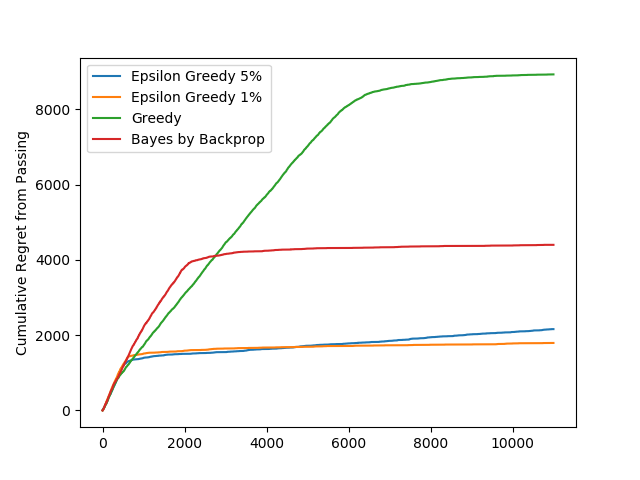 Epsilon Greedy 5%
Epsilon Greedy 1%
Greedy
Bayes by Backprop
Cumulative Regret from Passing
8000
6000
4000
2000
0
0 2000 4000 6000 8000 10000